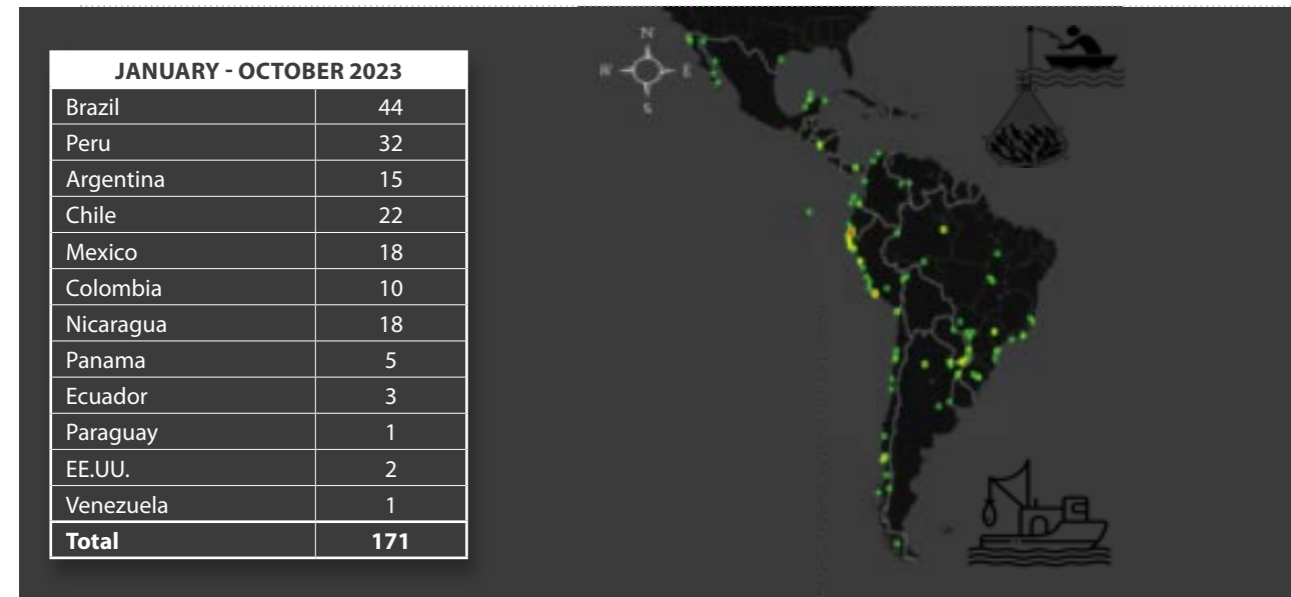 JANUARY - OCTOBER 2023
Brazil 44
Peru 32
Argentina 15
Chile 22
Mexico 18
Colombia 10
Nicaragua 18
Panama 5
Ecuador 3
Paraguay 1
EE.UU. 2
Venezuela 1
Total 171
N
W E
S